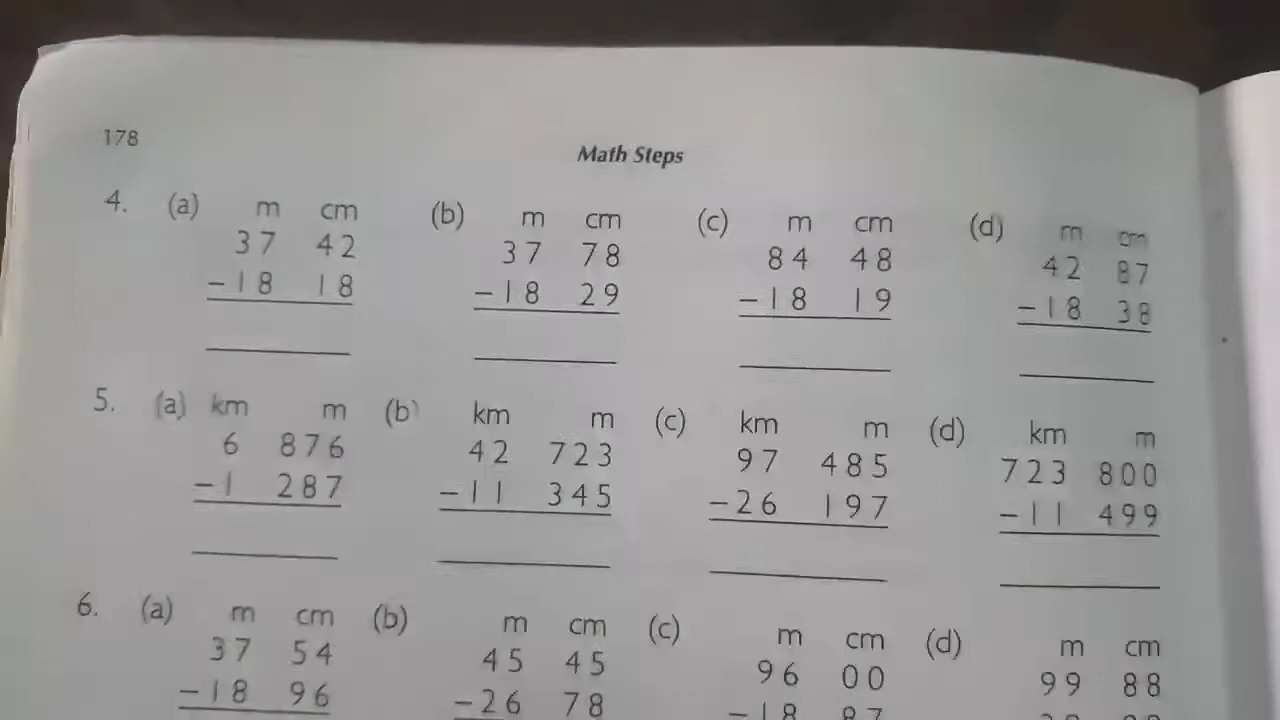 178
Math Steps
4. (a) m cm (b) m cm (c) m cm (d) m cm
37 42 37 78 84 48 42 87
-18 18 -18 29 -18 19 -18 38
5. (a) km m (b) km m (c) km m (d) km m
6 876 42 723 97 485 723 800
-1 287 -11 345 -26 197 -11 499
6. (a) m cm (b) m cm (c) m cm (d) m cm
37 54 45 45 96 00 99 88
-18 96 -26 78 -18